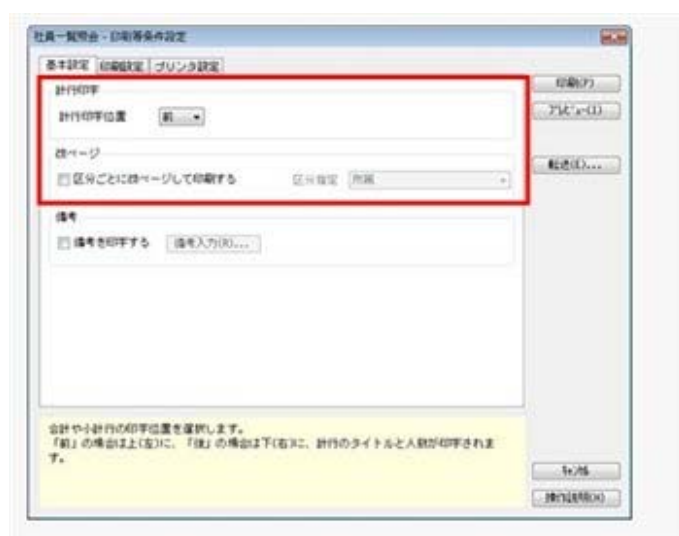 社員一覧照会 - 印刷等条件設定
基本設定 印刷設定 プリンタ設定
計行印字
計行印字位置 前
改ページ
区分ごとに改ページして印刷する 区分指定 所属
備考
備考を印字する 備考入力(R)...
印刷(P)
プレビュー(I)
転送(E)...
合計や小計行の印字位置を選択します。
「前」の場合は上(左)に、「後」の場合は下(右)に、計行のタイトルと人数が印字されま
す。
キャンセル
操作説明(H)